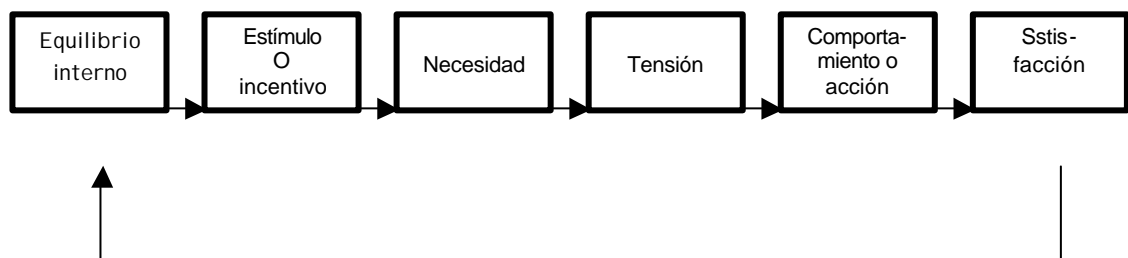 Equilibrio
interno
Estímulo
O
incentivo
Necesidad
Tensión
Comporta-
miento o
acción
Sstis-
facción